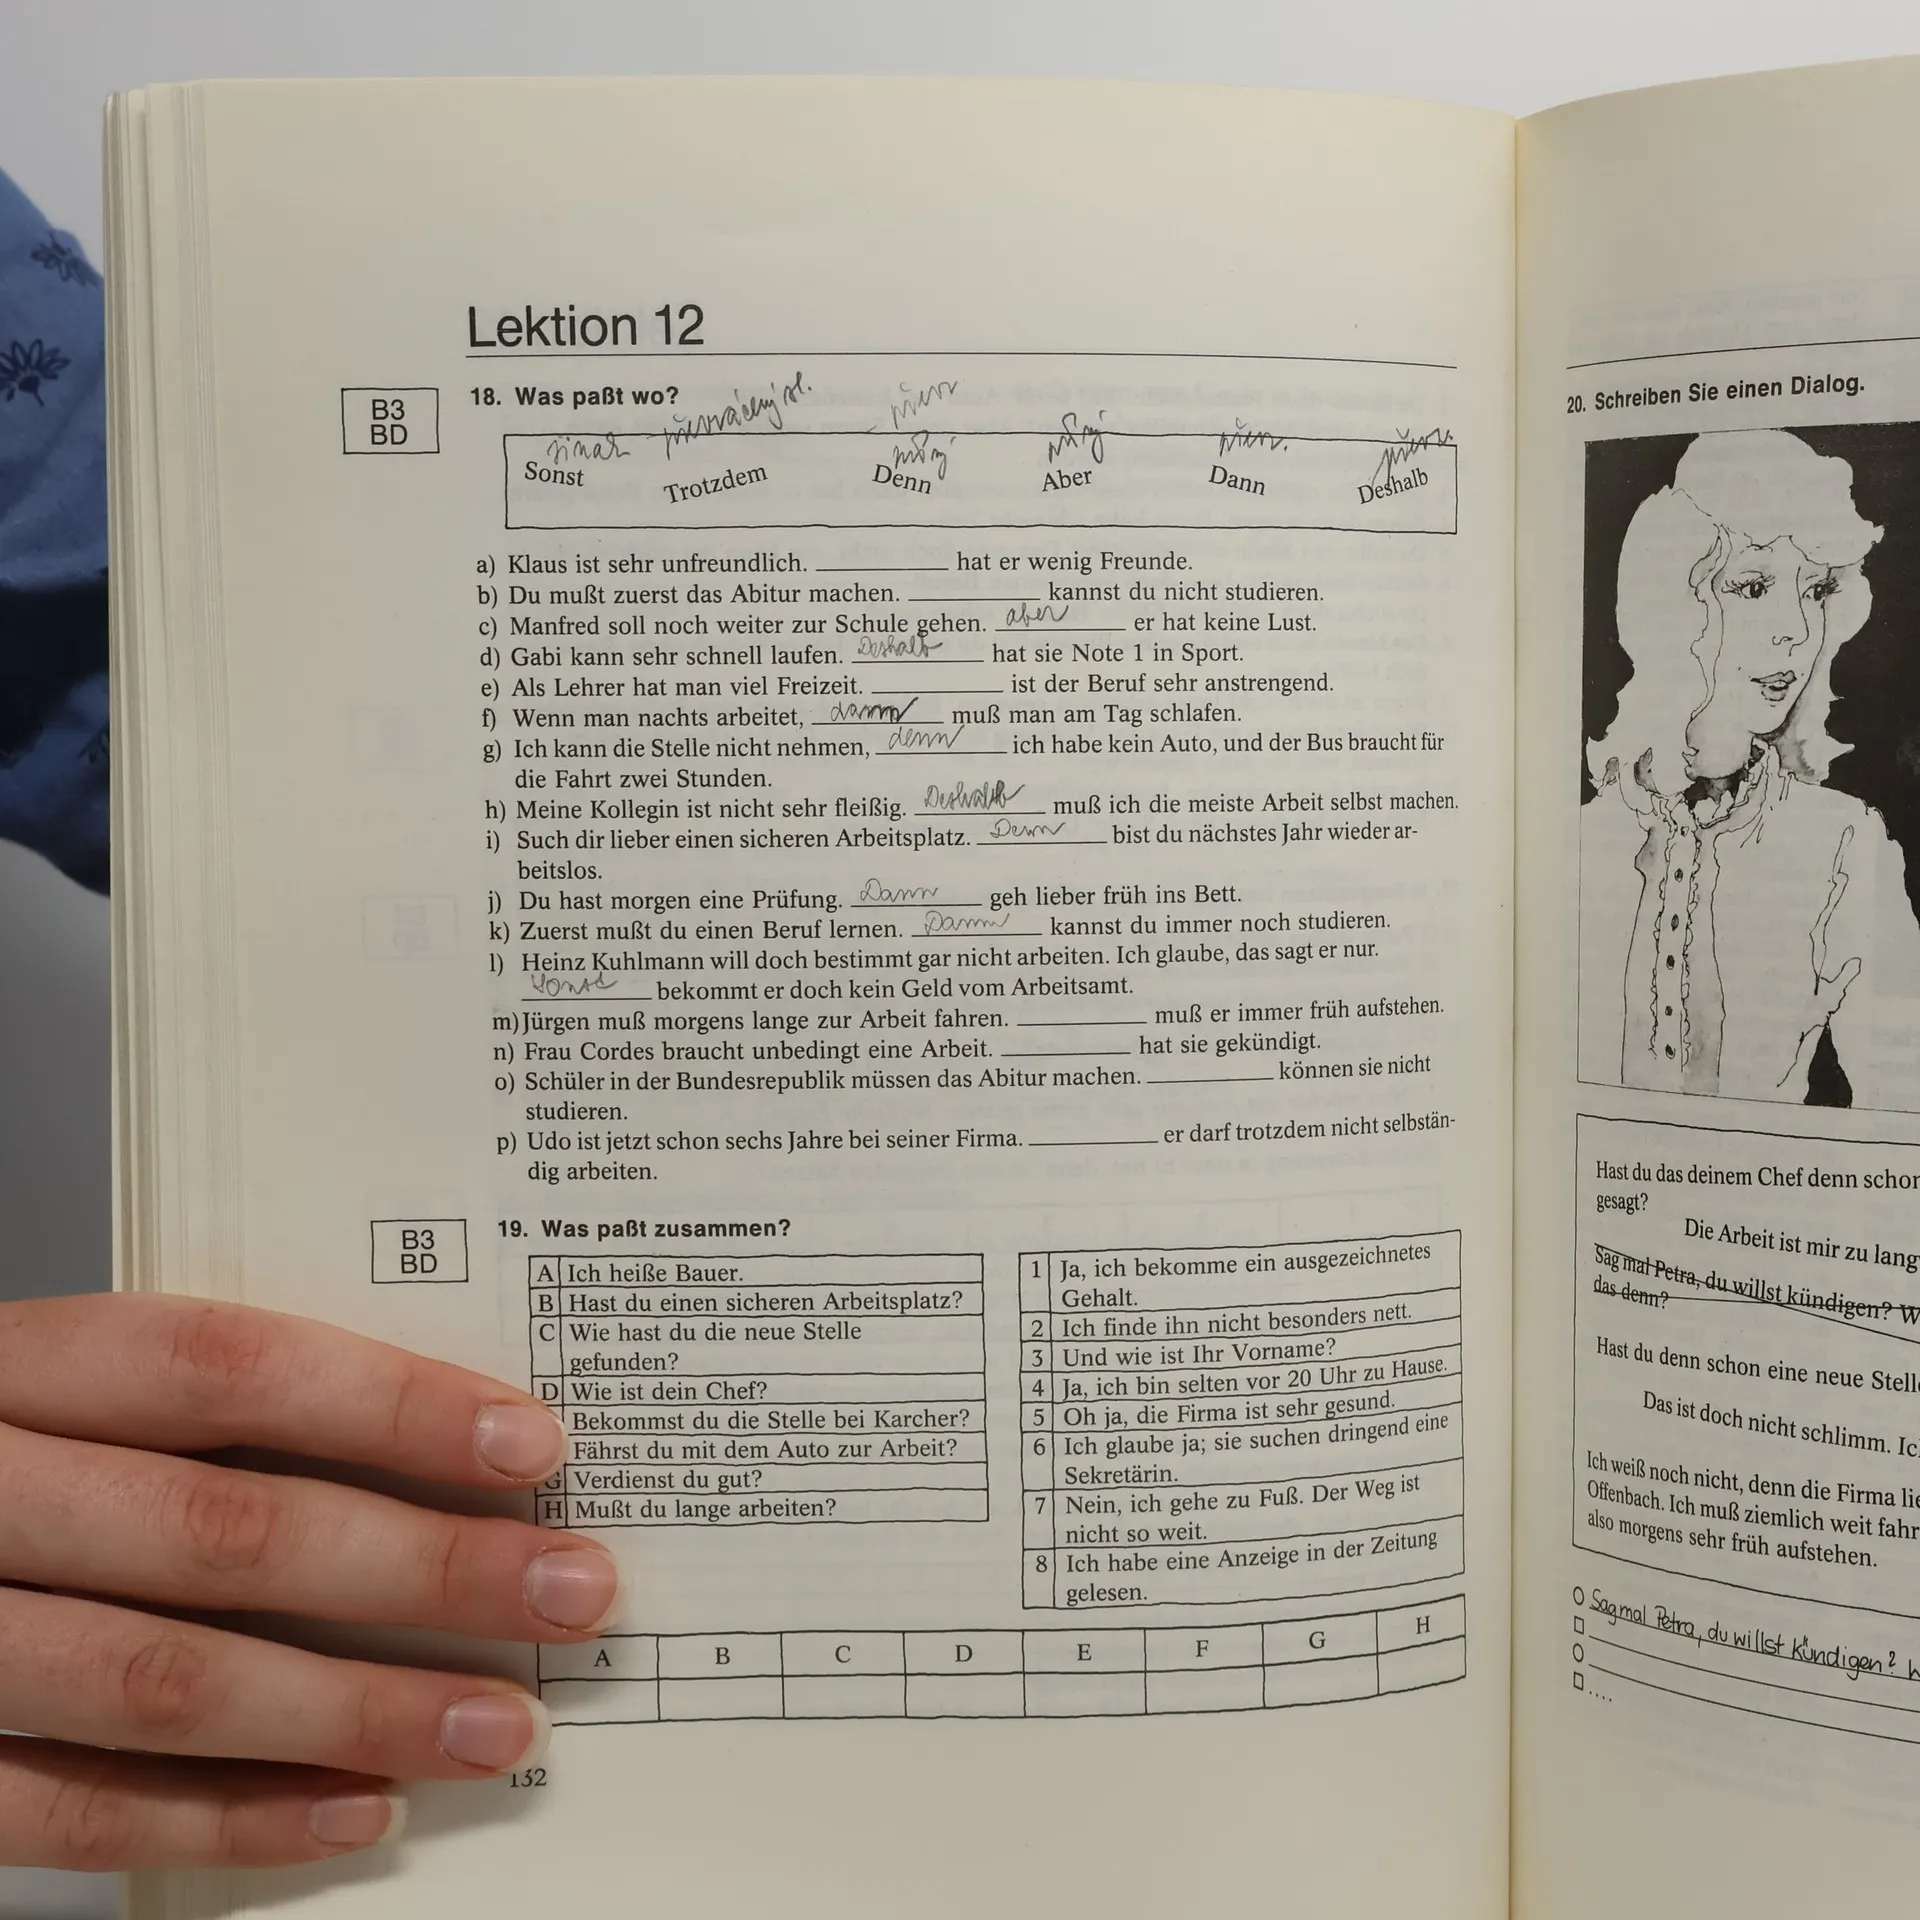 Lektion 12
B3
BD
18. Was paßt wo?
sinak
přen
Sonst Trotzdem Denn Aber Dann Deshalb
a) Klaus ist sehr unfreundlich. __________ hat er wenig Freunde.
b) Du mußt zuerst das Abitur machen. __________ kannst du nicht studieren.
c) Manfred soll noch weiter zur Schule gehen. aber er hat keine Lust.
d) Gabi kann sehr schnell laufen. Deshalb hat sie Note 1 in Sport.
e) Als Lehrer hat man viel Freizeit. __________ ist der Beruf sehr anstrengend.
f) Wenn man nachts arbeitet, dann muß man am Tag schlafen.
g) Ich kann die Stelle nicht nehmen, denn ich habe kein Auto, und der Bus braucht für
die Fahrt zwei Stunden.
h) Meine Kollegin ist nicht sehr fleißig. Deshalb muß ich die meiste Arbeit selbst machen.
i) Such dir lieber einen sicheren Arbeitsplatz. Denn bist du nächstes Jahr wieder ar-
beitslos.
j) Du hast morgen eine Prüfung. Dann geh lieber früh ins Bett.
k) Zuerst mußt du einen Beruf lernen. Dann kannst du immer noch studieren.
l) Heinz Kuhlmann will doch bestimmt gar nicht arbeiten. Ich glaube, das sagt er nur.
Sonst bekommt er doch kein Geld vom Arbeitsamt.
m) Jürgen muß morgens lange zur Arbeit fahren. __________ muß er immer früh aufstehen.
n) Frau Cordes braucht unbedingt eine Arbeit. __________ hat sie gekündigt.
o) Schüler in der Bundesrepublik müssen das Abitur machen. __________ können sie nicht
studieren.
p) Udo ist jetzt schon sechs Jahre bei seiner Firma. __________ er darf trotzdem nicht selbstän-
dig arbeiten.
B3
BD
19. Was paßt zusammen?
A Ich heiße Bauer.
B Hast du einen sicheren Arbeitsplatz?
C Wie hast du die neue Stelle
gefunden?
D Wie ist dein Chef?
Bekommst du die Stelle bei Karcher?
Fährst du mit dem Auto zur Arbeit?
G Verdienst du gut?
H Mußt du lange arbeiten?
1 Ja, ich bekomme ein ausgezeichnetes
Gehalt.
2 Ich finde ihn nicht besonders nett.
3 Und wie ist Ihr Vorname?
4 Ja, ich bin selten vor 20 Uhr zu Hause.
5 Oh ja, die Firma ist sehr gesund.
6 Ich glaube ja; sie suchen dringend eine
Sekretärin.
7 Nein, ich gehe zu Fuß. Der Weg ist
nicht so weit.
8 Ich habe eine Anzeige in der Zeitung
gelesen.
A B C D E F G H
132
20. Schreiben Sie einen Dialog.
Hast du das deinem Chef denn schon
gesagt?
Die Arbeit ist mir zu lang
Sag mal Petra, du willst kündigen? W
das denn?
Hast du denn schon eine neue Stelle
Das ist doch nicht schlimm. Ich
Ich weiß noch nicht, denn die Firma lie
Offenbach. Ich muß ziemlich weit fahr
also morgens sehr früh aufstehen.
Sag mal Petra, du willst kündigen? W
....